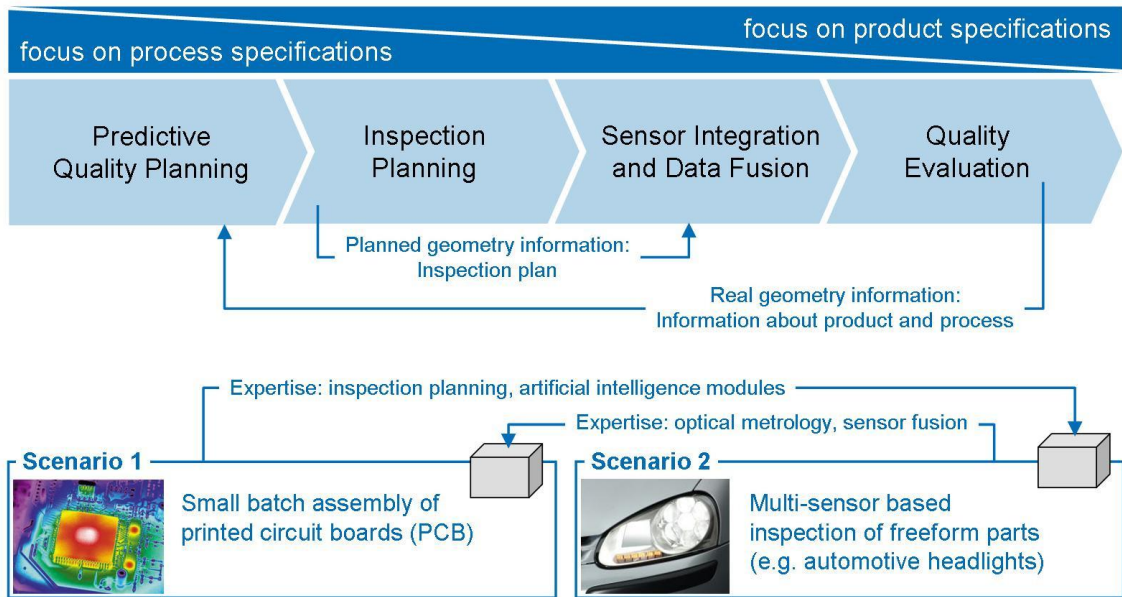 focus on product specifications
focus on process specifications
Predictive
Quality Planning
Inspection
Planning
Sensor Integration
and Data Fusion
Quality
Evaluation
Planned geometry information:
Inspection plan
Real geometry information:
Information about product and process
Expertise: inspection planning, artificial intelligence modules
Expertise: optical metrology, sensor fusion
Scenario 1
Small batch assembly of
printed circuit boards (PCB)
Scenario 2
Multi-sensor based
inspection of freeform parts
(e.g. automotive headlights)